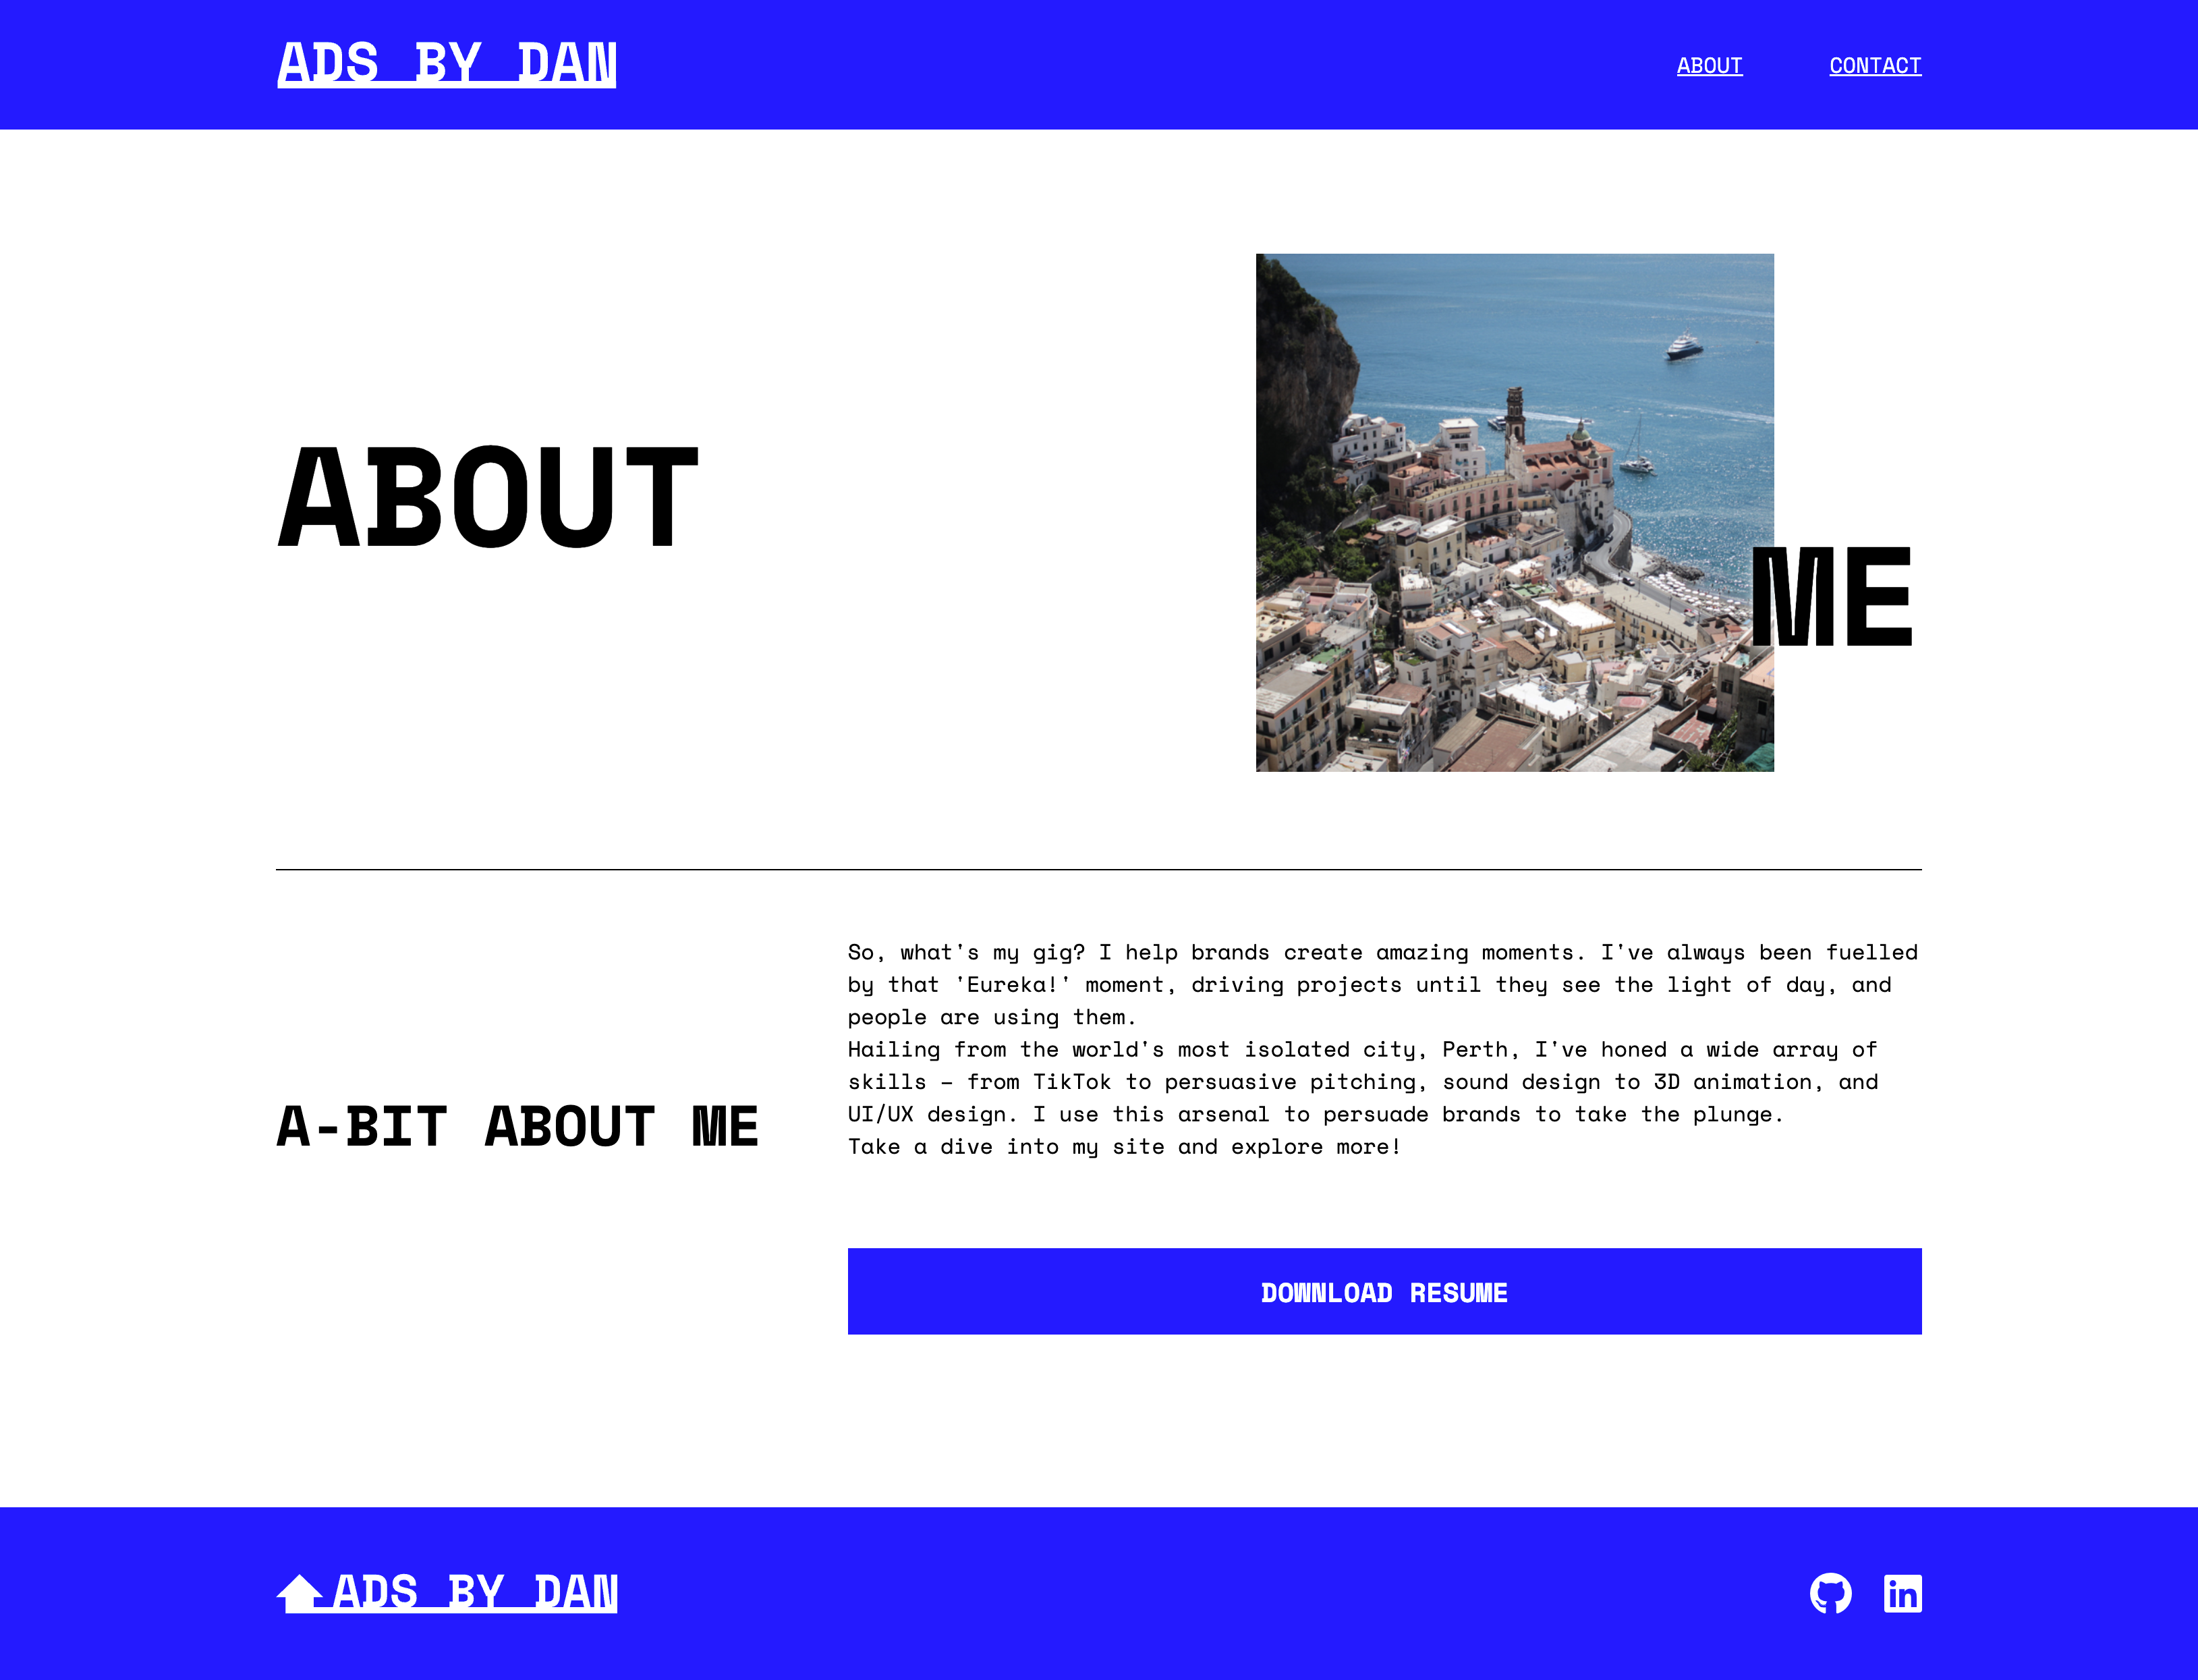 ADS BY DAN
ABOUT CONTACT
ABOUT
ME
So, what's my gig? I help brands create amazing moments. I've always been fuelled
by that 'Eureka!' moment, driving projects until they see the light of day, and
people are using them.
Hailing from the world's most isolated city, Perth, I've honed a wide array of
skills – from TikTok to persuasive pitching, sound design to 3D animation, and
UI/UX design. I use this arsenal to persuade brands to take the plunge.
Take a dive into my site and explore more!
A-BIT ABOUT ME
DOWNLOAD RESUME
ADS BY DAN
in